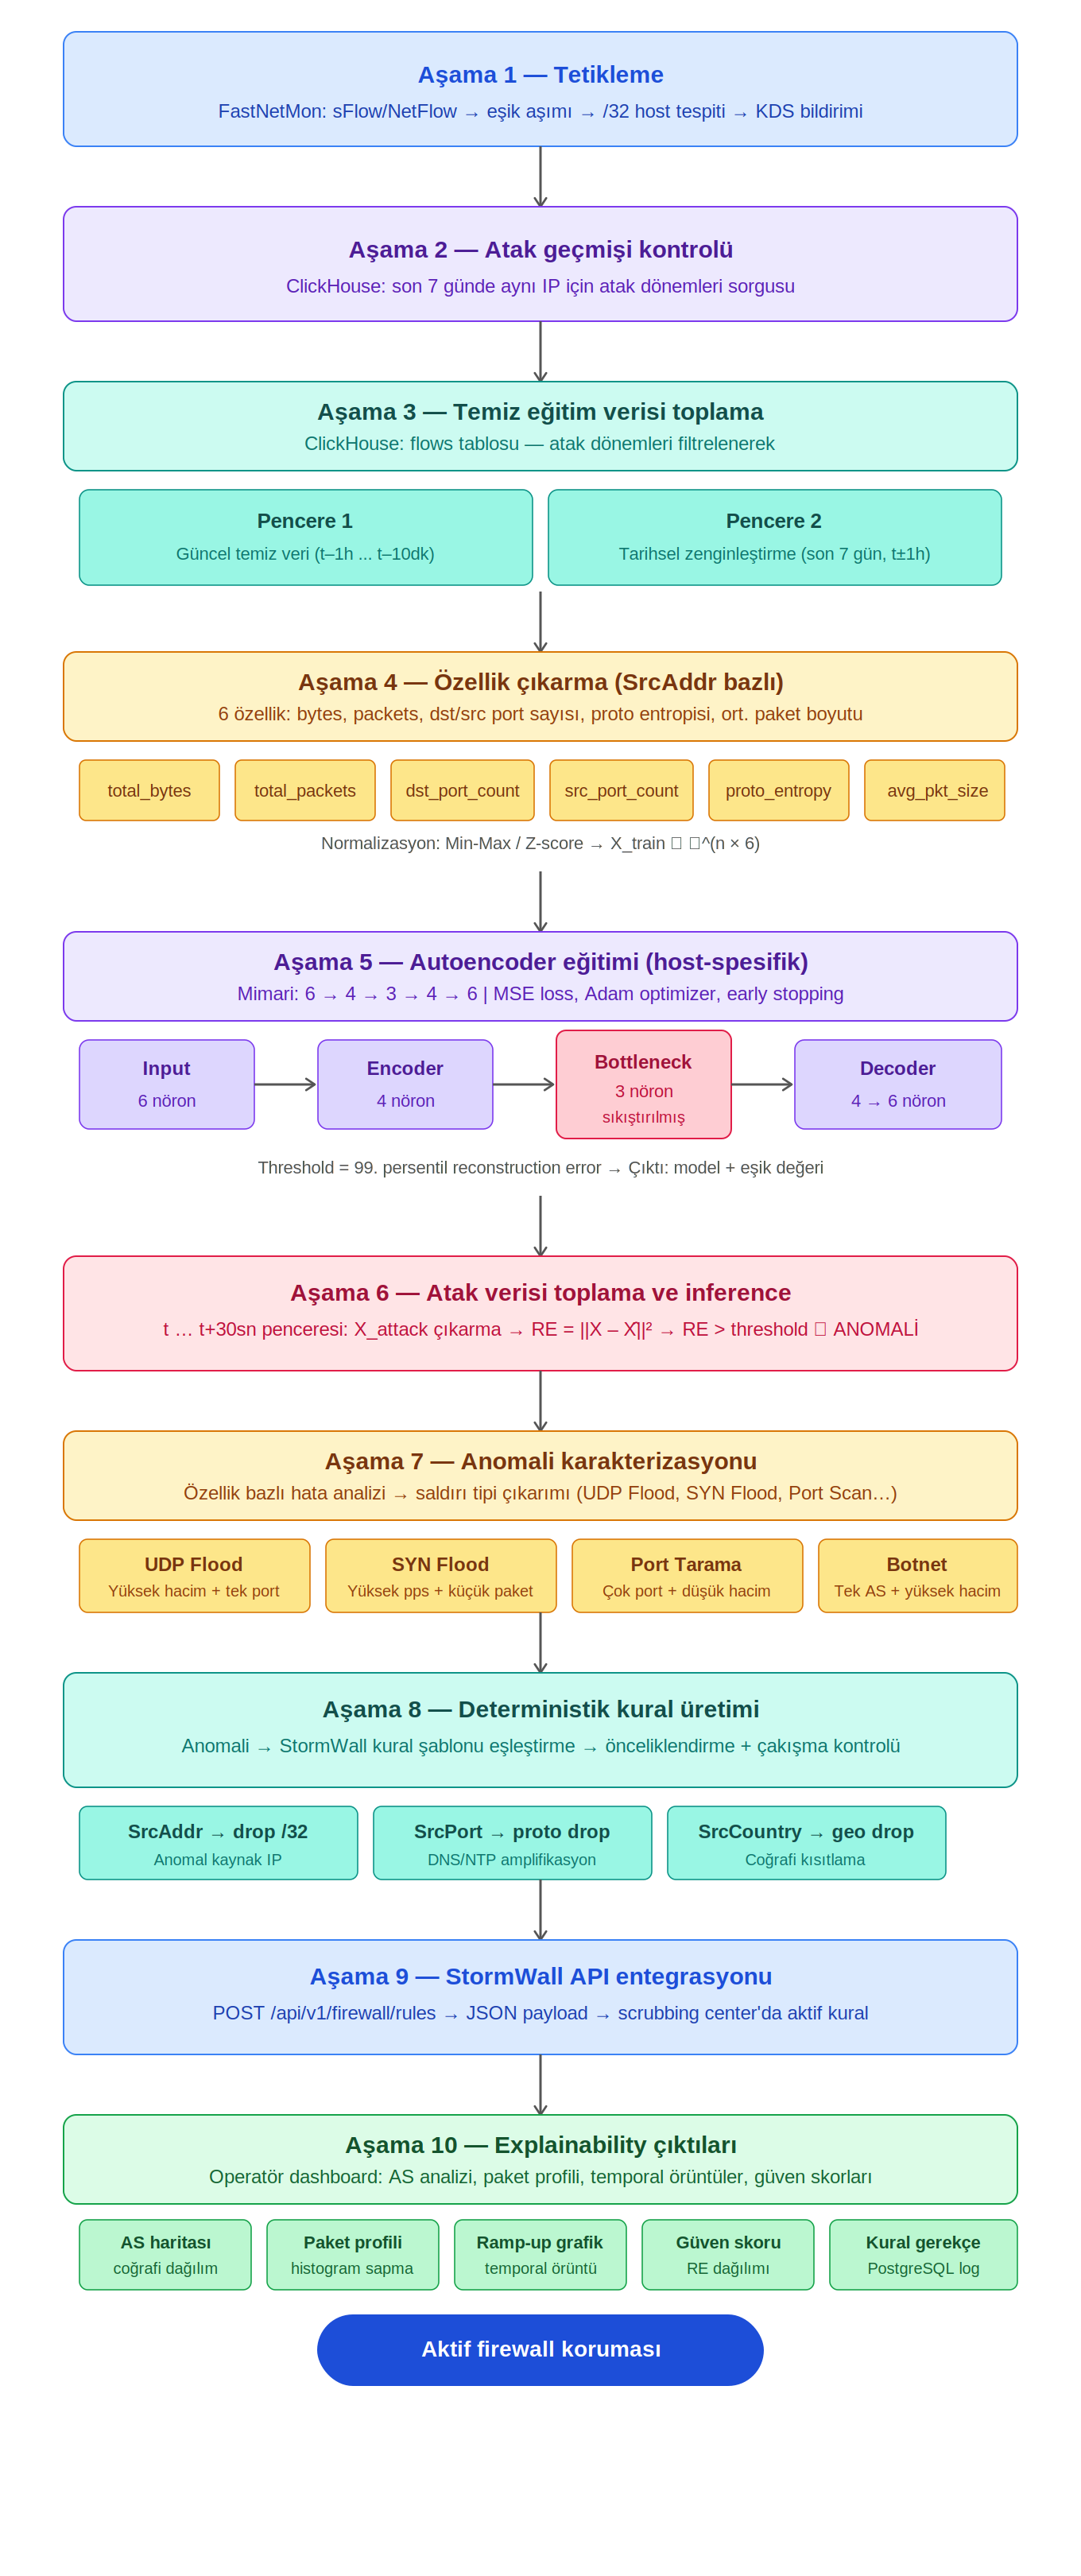 Aşama 1 — Tetikleme
FastNetMon: sFlow/NetFlow → eşik aşımı → /32 host tespiti → KDS bildirimi
Aşama 2 — Atak geçmişi kontrolü
ClickHouse: son 7 günde aynı IP için atak dönemleri sorgusu
Aşama 3 — Temiz eğitim verisi toplama
ClickHouse: flows tablosu — atak dönemleri filtrelenerek
Pencere 1
Güncel temiz veri (t–1h ... t–10dk)
Pencere 2
Tarihsel zenginleştirme (son 7 gün, t±1h)
Aşama 4 — Özellik çıkarma (SrcAddr bazlı)
6 özellik: bytes, packets, dst/src port sayısı, proto entropisi, ort. paket boyutu
total_bytes
total_packets
dst_port_count
src_port_count
proto_entropy
avg_pkt_size
Normalizasyon: Min-Max / Z-score → X_train □ □^(n × 6)
Aşama 5 — Autoencoder eğitimi (host-spesifik)
Mimari: 6 → 4 → 3 → 4 → 6 | MSE loss, Adam optimizer, early stopping
Input
6 nöron
Encoder
4 nöron
Bottleneck
3 nöron
sıkıştırılmış
Decoder
4 → 6 nöron
Threshold = 99. persentil reconstruction error → Çıktı: model + eşik değeri
Aşama 6 — Atak verisi toplama ve inference
t … t+30sn penceresi: X_attack çıkarma → RE = ||X – X̂||² → RE > threshold □ ANOMALİ
Aşama 7 — Anomali karakterizasyonu
Özellik bazlı hata analizi → saldırı tipi çıkarımı (UDP Flood, SYN Flood, Port Scan…)
UDP Flood
Yüksek hacim + tek port
SYN Flood
Yüksek pps + küçük paket
Port Tarama
Çok port + düşük hacim
Botnet
Tek AS + yüksek hacim
Aşama 8 — Deterministik kural üretimi
Anomali → StormWall kural şablonu eşleştirme → önceliklendirme + çakışma kontrolü
SrcAddr → drop /32
Anomal kaynak IP
SrcPort → proto drop
DNS/NTP amplifikasyon
SrcCountry → geo drop
Coğrafi kısıtlama
Aşama 9 — StormWall API entegrasyonu
POST /api/v1/firewall/rules → JSON payload → scrubbing center'da aktif kural
Aşama 10 — Explainability çıktıları
Operatör dashboard: AS analizi, paket profili, temporal örüntüler, güven skorları
AS haritası
coğrafi dağılım
Paket profili
histogram sapma
Ramp-up grafik
temporal örüntü
Güven skoru
RE dağılımı
Kural gerekçe
PostgreSQL log
Aktif firewall koruması